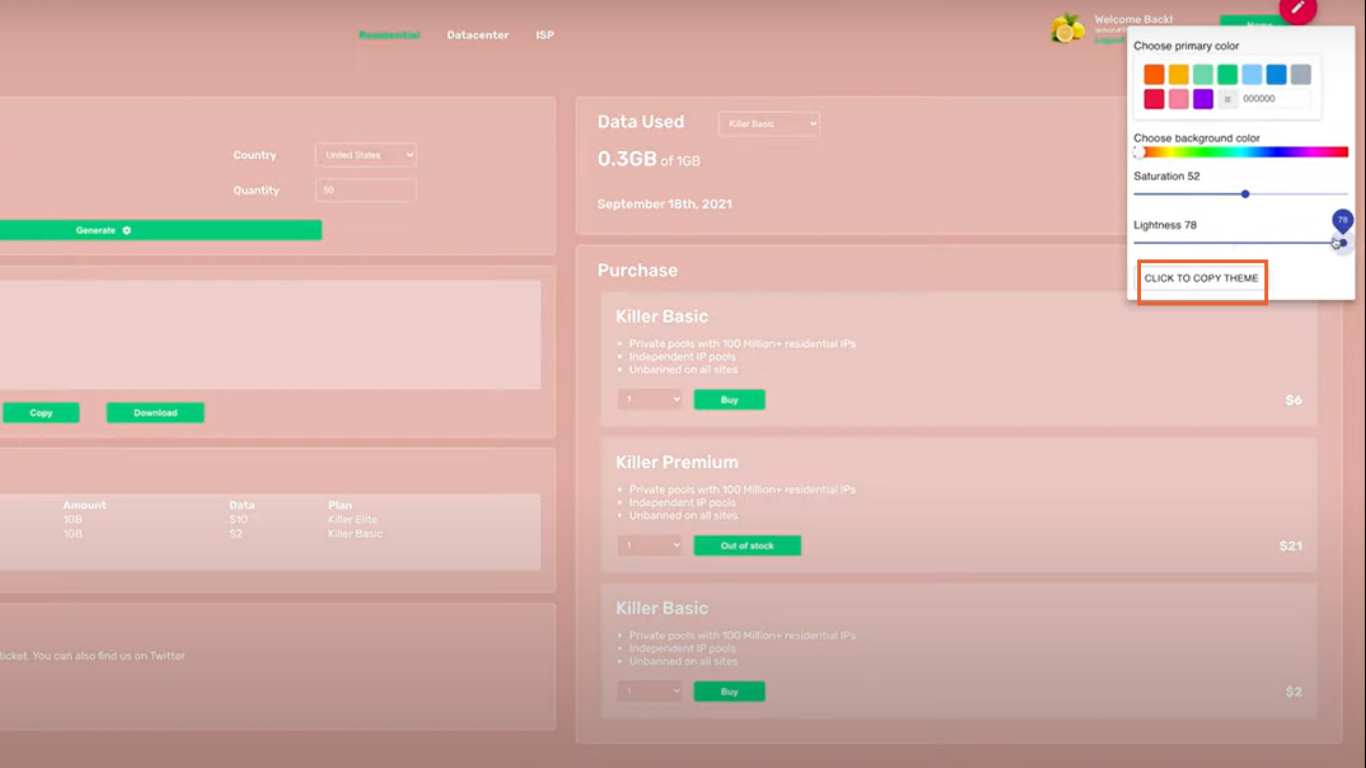 Residential Datacenter ISP
Welcome Back!
Choose primary color
000000
Choose background color
Saturation 52
Lightness 78
78
CLICK TO COPY THEME
Country United States
Quantity 50
Generate
Copy Download
Amount Data Plan
1GB $10 Killer Elite
1GB $2 Killer Basic
ticket. You can also find us on Twitter
Data Used Killer Basic
0.3GB of 1GB
September 18th, 2021
Purchase
Killer Basic
• Private pools with 100 Million+ residential IPs
• Independent IP pools
• Unbanned on all sites
1 Buy $6
Killer Premium
• Private pools with 100 Million+ residential IPs
• Independent IP pools
• Unbanned on all sites
1 Out of stock $21
Killer Basic
• Private pools with 100 Million+ residential IPs
• Independent IP pools
• Unbanned on all sites
1 Buy $2